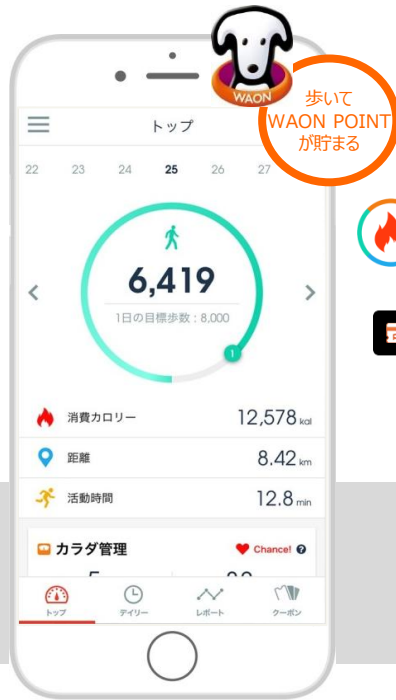 WAON
歩いて
WAON POINT
が貯まる
トップ
22 23 24 25 26 27
6,419
1日の目標歩数 : 8,000
1
消費カロリー 12,578 kal
距離 8.42 km
活動時間 12.8 min
カラダ管理 Chance! ?
トップ デイリー レポート クーポン